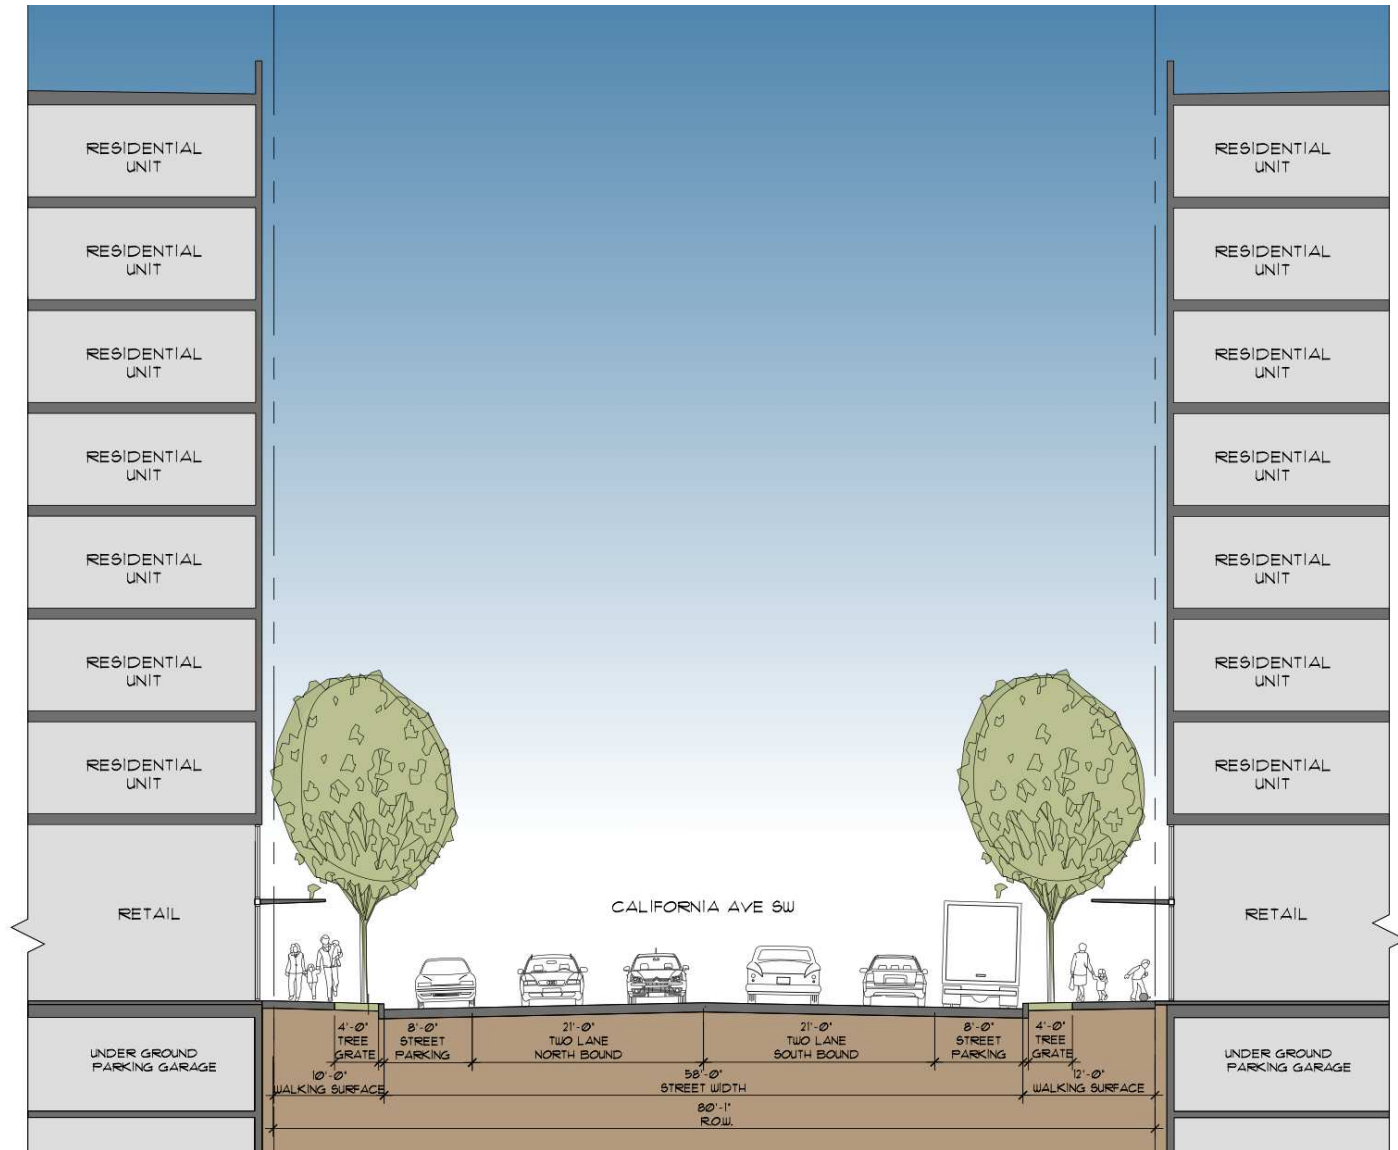 RESIDENTIAL
UNIT
RESIDENTIAL
UNIT
RESIDENTIAL
UNIT
RESIDENTIAL
UNIT
RESIDENTIAL
UNIT
RESIDENTIAL
UNIT
RESIDENTIAL
UNIT
RESIDENTIAL
UNIT
RESIDENTIAL
UNIT
RESIDENTIAL
UNIT
RESIDENTIAL
UNIT
RESIDENTIAL
UNIT
RESIDENTIAL
UNIT
RESIDENTIAL
UNIT
RETAIL
CALIFORNIA AVE SW
RETAIL
UNDER GROUND
PARKING GARAGE
4'-0"
TREE
GRATE
8'-0"
STREET
PARKING
21'-0"
TWO LANE
NORTH BOUND
21'-0"
TWO LANE
SOUTH BOUND
8'-0"
STREET
PARKING
4'-0"
TREE
GRATE
UNDER GROUND
PARKING GARAGE
10'-0"
WALKING SURFACE
58'-0"
STREET WIDTH
12'-0"
WALKING SURFACE
80'-1"
R.O.W.